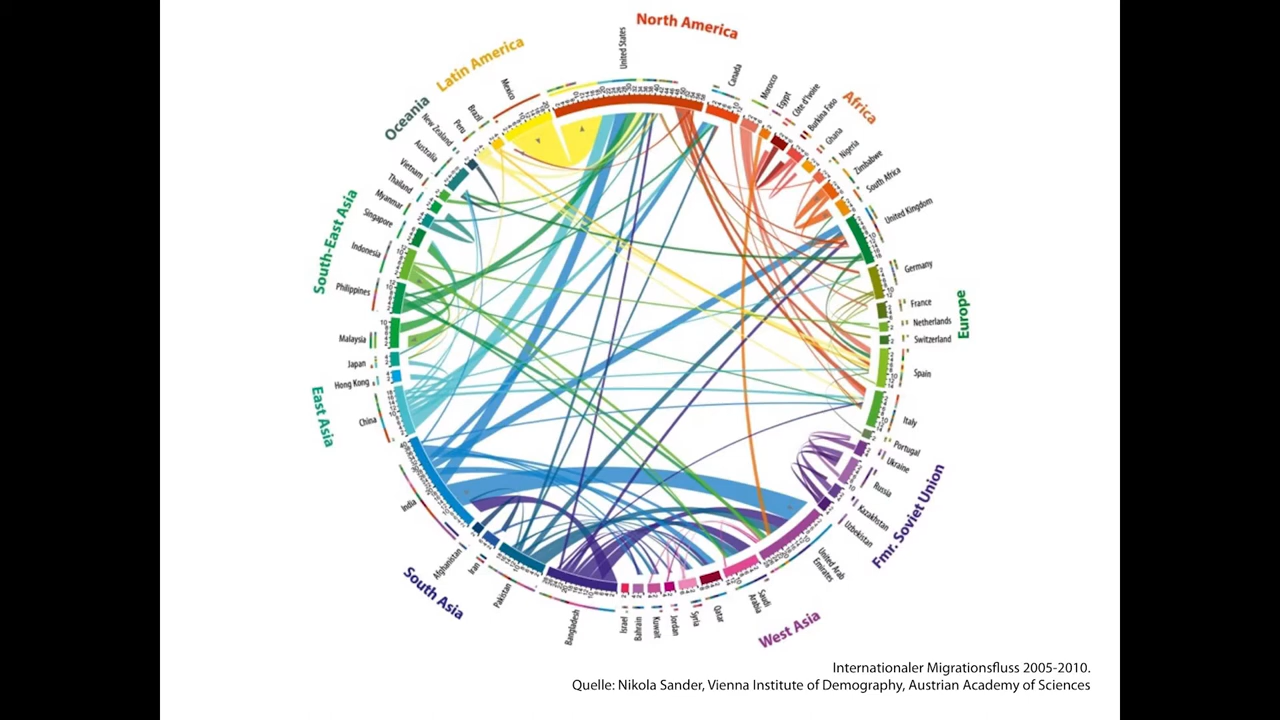 North America
United States
Canada
Morocco
Egypt
Côte d'Ivoire
Burkina Faso
Ghana
Nigeria
Zimbabwe
South Africa
Africa
United Kingdom
Germany
France
Netherlands
Switzerland
Spain
Italy
Portugal
Europe
Ukraine
Russia
Kazakhstan
Uzbekistan
Fmr. Soviet Union
United Arab
Emirates
Saudi
Arabia
Qatar
Syria
Jordan
Kuwait
Bahrain
Israel
West Asia
Bangladesh
Pakistan
Iran
Afghanistan
India
South Asia
China
Hong Kong
Japan
East Asia
Malaysia
Philippines
Indonesia
Singapore
Myanmar
Thailand
Vietnam
South-East Asia
Australia
New Zealand
Oceania
Peru
Brazil
Mexico
Latin America
Internationaler Migrationsfluss 2005-2010.
Quelle: Nikola Sander, Vienna Institute of Demography, Austrian Academy of Sciences